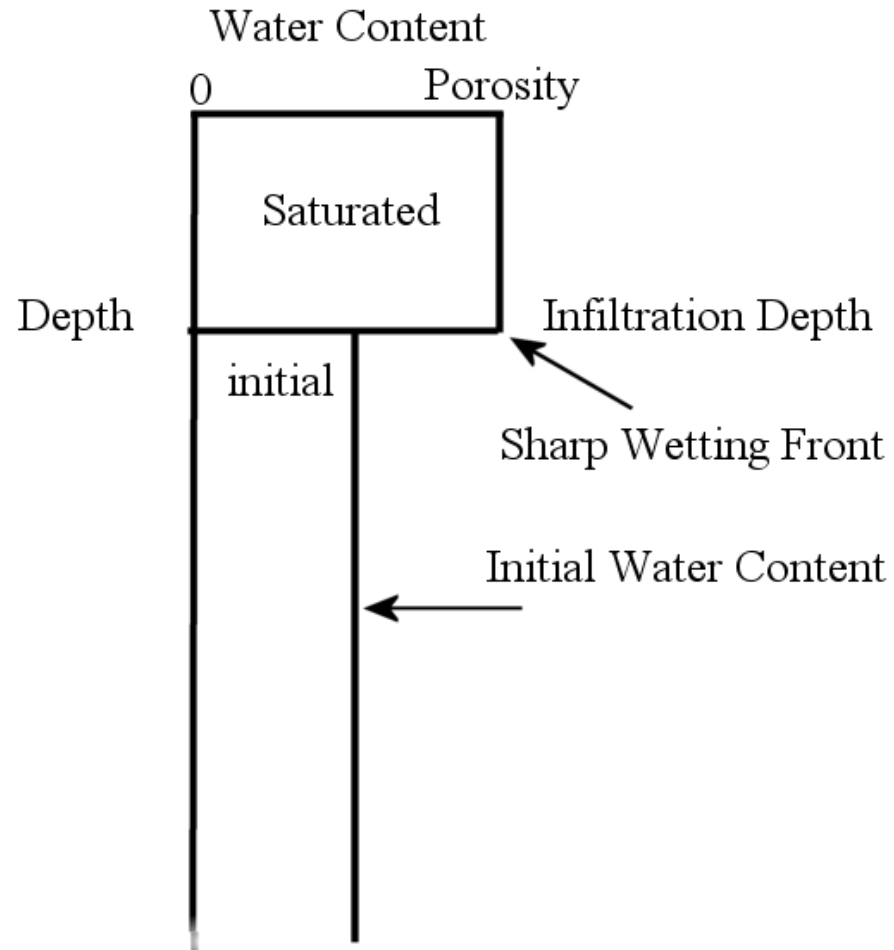 Water Content
0
Porosity
Saturated
Depth
Infiltration Depth
initial
Sharp Wetting Front
Initial Water Content